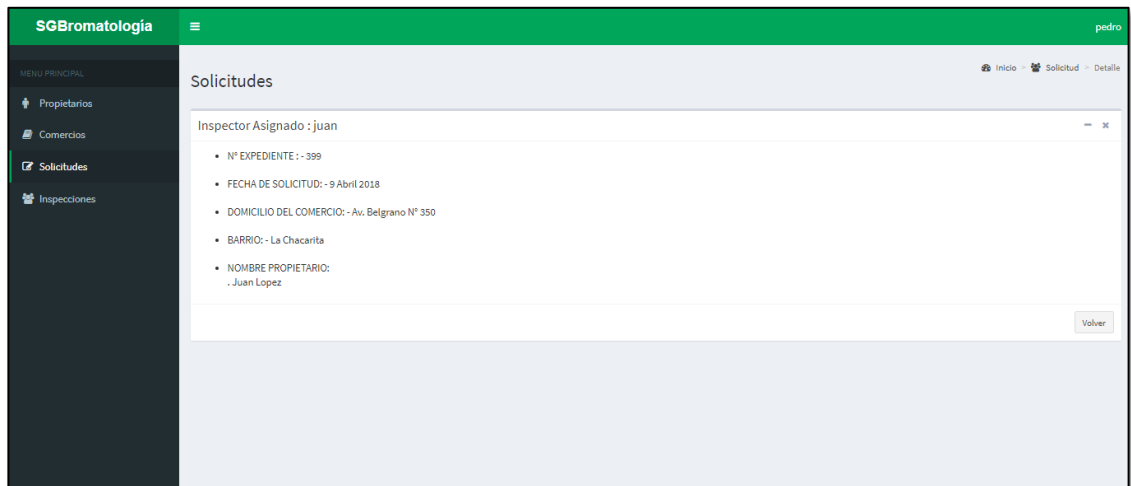 SGBromatología
pedro
MENU PRINCIPAL
Propietarios
Comercios
Solicitudes
Inspecciones
Solicitudes
Inicio > Solicitud > Detalle
Inspector Asignado : juan
• N° EXPEDIENTE : - 399
• FECHA DE SOLICITUD: - 9 Abril 2018
• DOMICILIO DEL COMERCIO: - Av. Belgrano N° 350
• BARRIO: - La Chacarita
• NOMBRE PROPIETARIO:
. Juan Lopez
Volver